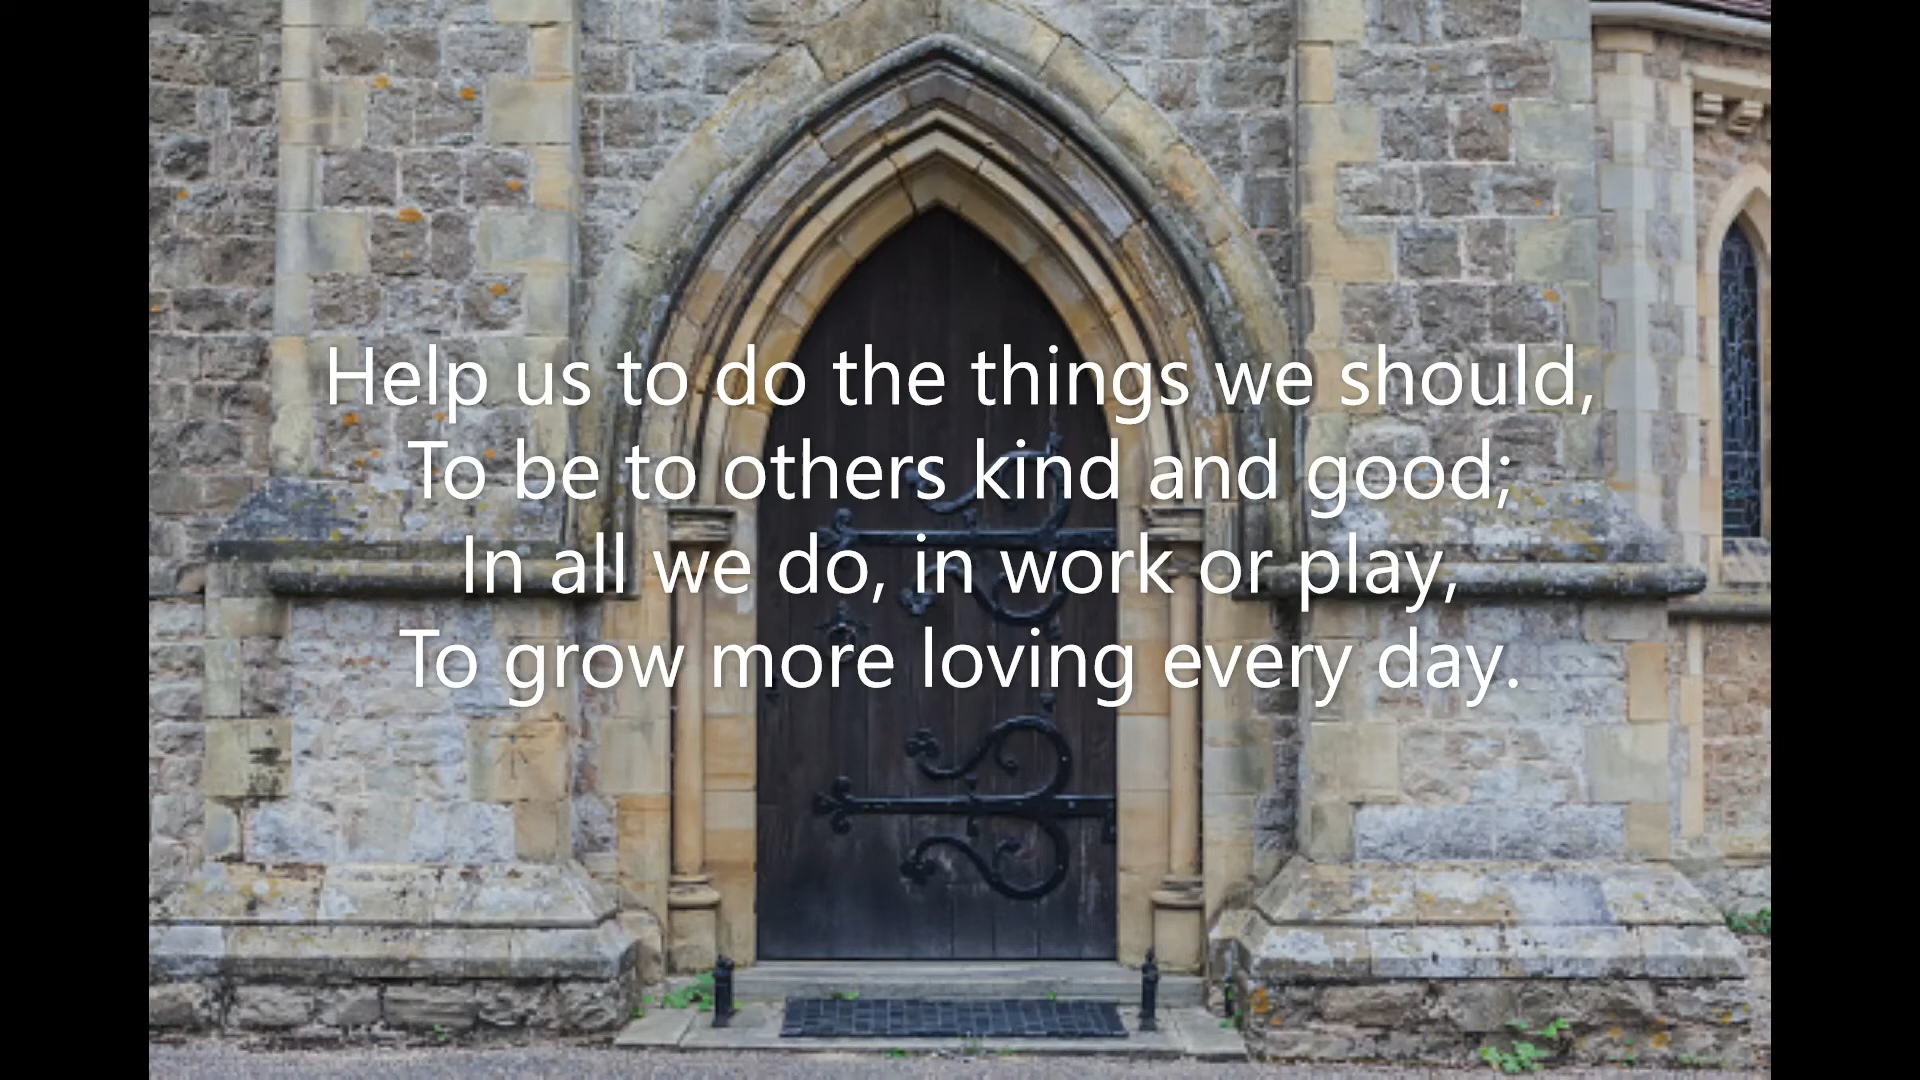 Help us to do the things we should,
To be to others kind and good;
In all we do, in work or play,
To grow more loving every day.